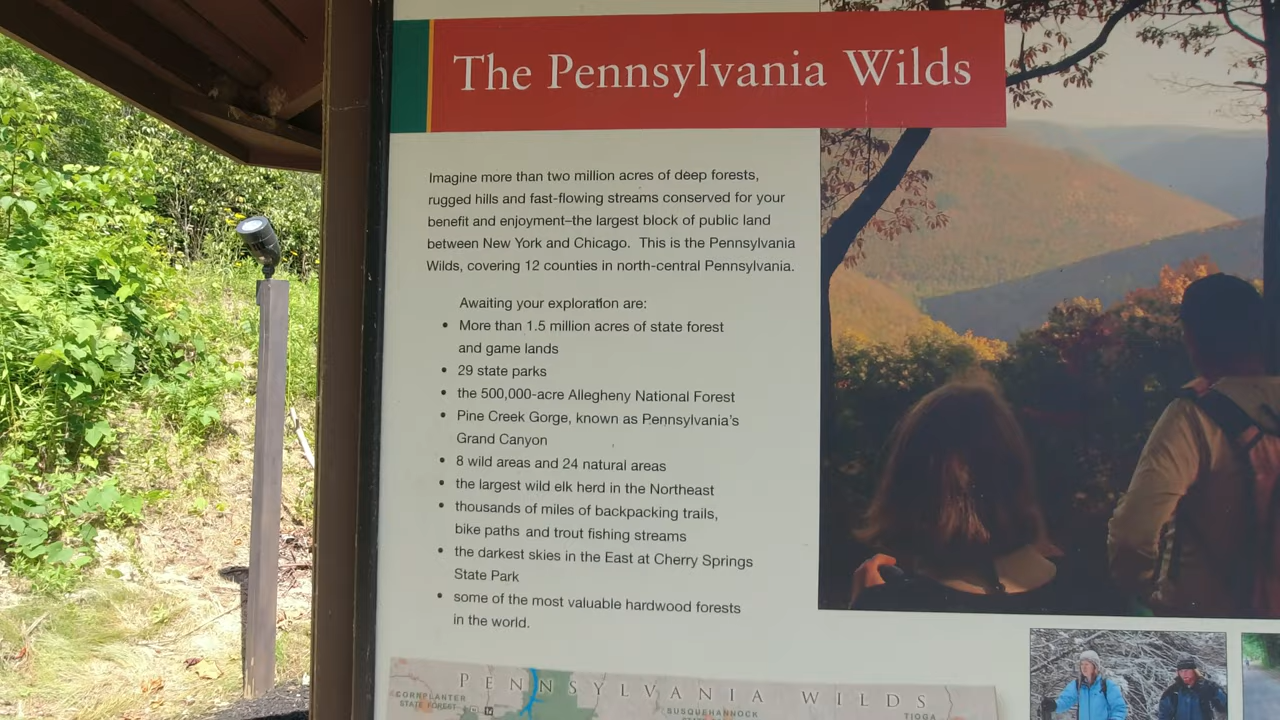 The Pennsylvania Wilds
Imagine more than two million acres of deep forests,
rugged hills and fast-flowing streams conserved for your
benefit and enjoyment–the largest block of public land
between New York and Chicago. This is the Pennsylvania
Wilds, covering 12 counties in north-central Pennsylvania.
Awaiting your exploration are:
• More than 1.5 million acres of state forest
and game lands
• 29 state parks
• the 500,000-acre Allegheny National Forest
• Pine Creek Gorge, known as Pennsylvania's
Grand Canyon
• 8 wild areas and 24 natural areas
• the largest wild elk herd in the Northeast
• thousands of miles of backpacking trails,
bike paths and trout fishing streams
• the darkest skies in the East at Cherry Springs
State Park
• some of the most valuable hardwood forests
in the world.
PENNSYLVANIA WILDS
CORNPLANTER
STATE FOREST
SUSQUEHANNOCK
TIOGA